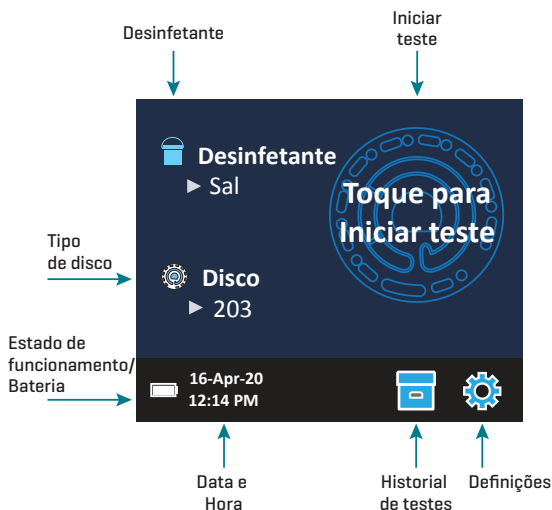 Desinfetante
Iniciar
teste
Desinfetante
► Sal
Toque para
Iniciar teste
Tipo
de disco
Disco
► 203
Estado de
funcionamento/
Bateria
16-Apr-20
12:14 PM
Data e
Hora
Historial
de testes
Definições